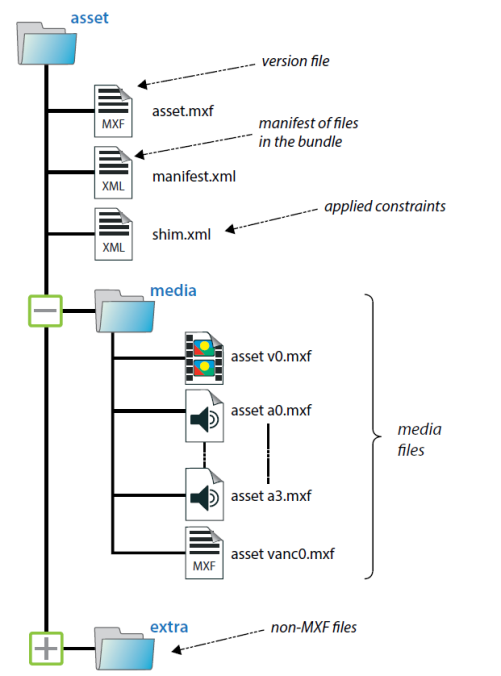 asset
version file
MXF
asset.mxf
manifest of files
in the bundle
XML
manifest.xml
applied constraints
XML
shim.xml
media
asset v0.mxf
asset a0.mxf
media
files
asset a3.mxf
MXF
asset vanc0.mxf
extra
non-MXF files